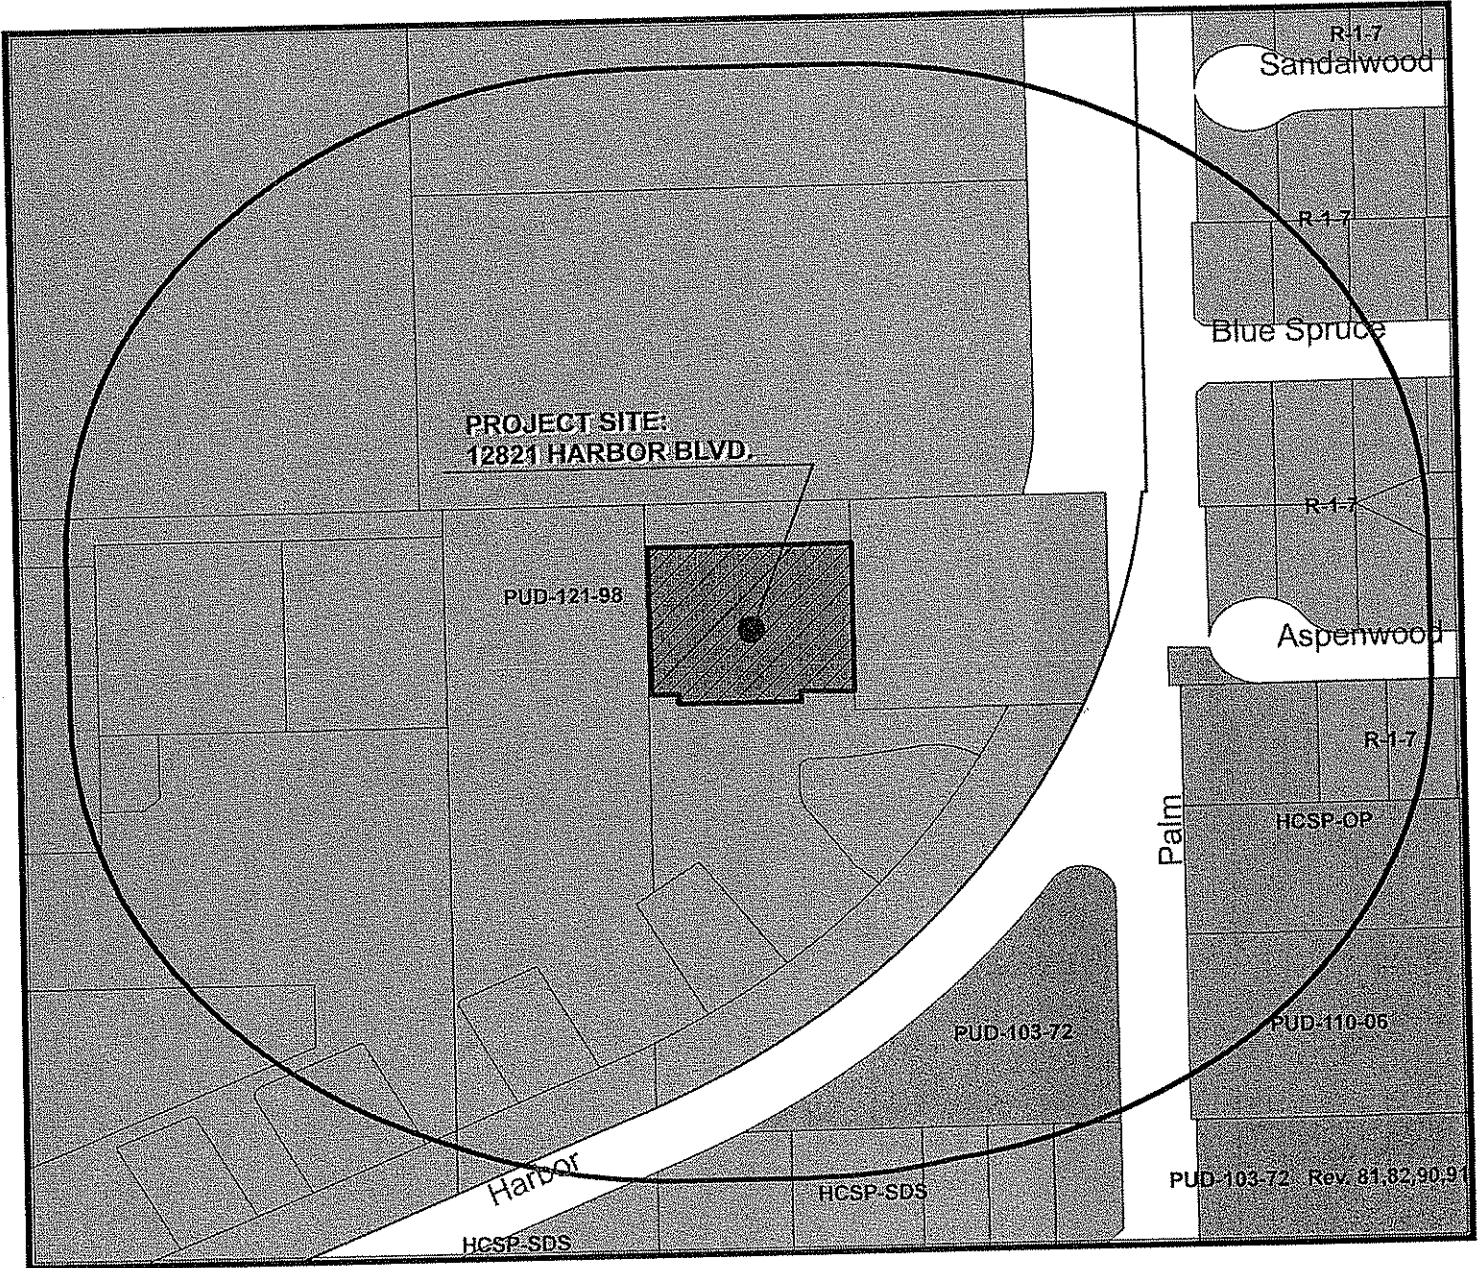 R-1-7
Sandalwood
R-1-7
Blue Spruce
PROJECT SITE:
12821 HARBOR BLVD.
R-1-7
PUD-121-98
Aspenwood
R-1-7
Palm
HCSP-OP
PUD-103-72
PUD-110-06
Harbor
HCSP-SDS
PUD-103-72 Rev. 81,82,90,91
HCSP-SDS